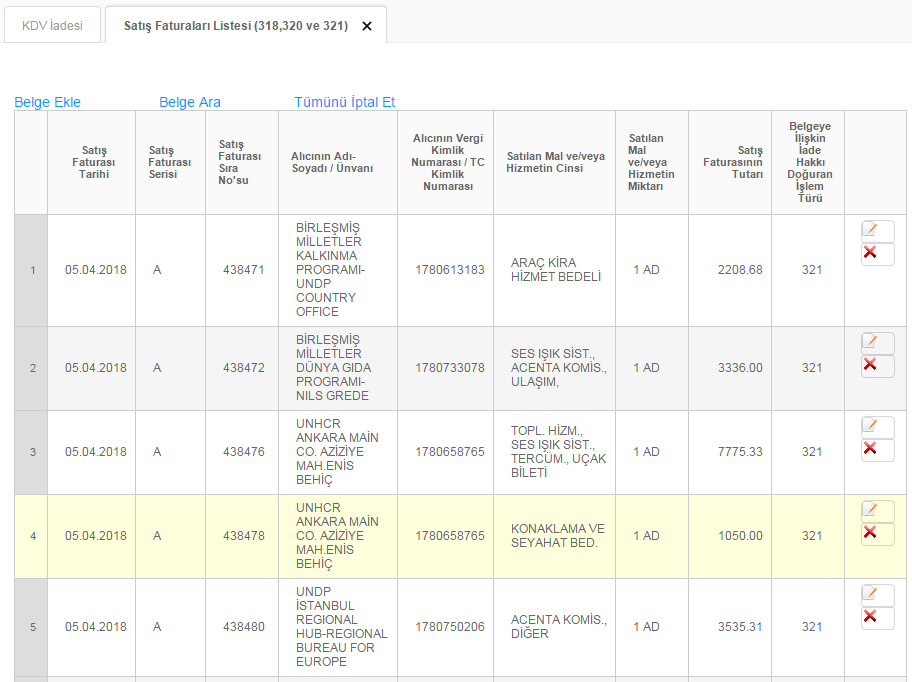 KDV İadesi
Satış Faturaları Listesi (318,320 ve 321)
Belge Ekle
Belge Ara
Tümünü İptal Et
Satış
Faturası
Tarihi
Satış
Faturası
Serisi
Satış
Faturası
Sıra
No'su
Alıcının Adı-
Soyadı / Ünvanı
Alıcının Vergi
Kimlik
Numarası / TC
Kimlik
Numarası
Satılan Mal ve/veya
Hizmetin Cinsi
Satılan
Mal
ve/veya
Hizmetin
Miktarı
Satış
Faturasının
Tutarı
Belgeye
İlişkin
İade
Hakkı
Doğuran
İşlem
Türü
1
05.04.2018
A
438471
BİRLEŞMİŞ
MİLLETLER
KALKINMA
PROGRAMI-
UNDP
COUNTRY
OFFICE
1780613183
ARAÇ KİRA
HİZMET BEDELİ
1 AD
2208.68
321
2
05.04.2018
A
438472
BİRLEŞMİŞ
MİLLETLER
DÜNYA GIDA
PROGRAMI-
NILS GREDE
1780733078
SES IŞIK SİST.,
ACENTA KOMİS.,
ULAŞIM,
1 AD
3336.00
321
3
05.04.2018
A
438476
UNHCR
ANKARA MAİN
CO. AZİZİYE
MAH.ENİS
BEHİÇ
1780658765
TOPL. HİZM.,
SES IŞIK SİST.,
TERCÜM., UÇAK
BİLETİ
1 AD
7775.33
321
4
05.04.2018
A
438478
UNHCR
ANKARA MAİN
CO. AZİZİYE
MAH.ENİS
BEHİÇ
1780658765
KONAKLAMA VE
SEYAHAT BED.
1 AD
1050.00
321
5
05.04.2018
A
438480
UNDP
İSTANBUL
REGIONAL
HUB-REGIONAL
BUREAU FOR
EUROPE
1780750206
ACENTA KOMİS.,
DİĞER
1 AD
3535.31
321